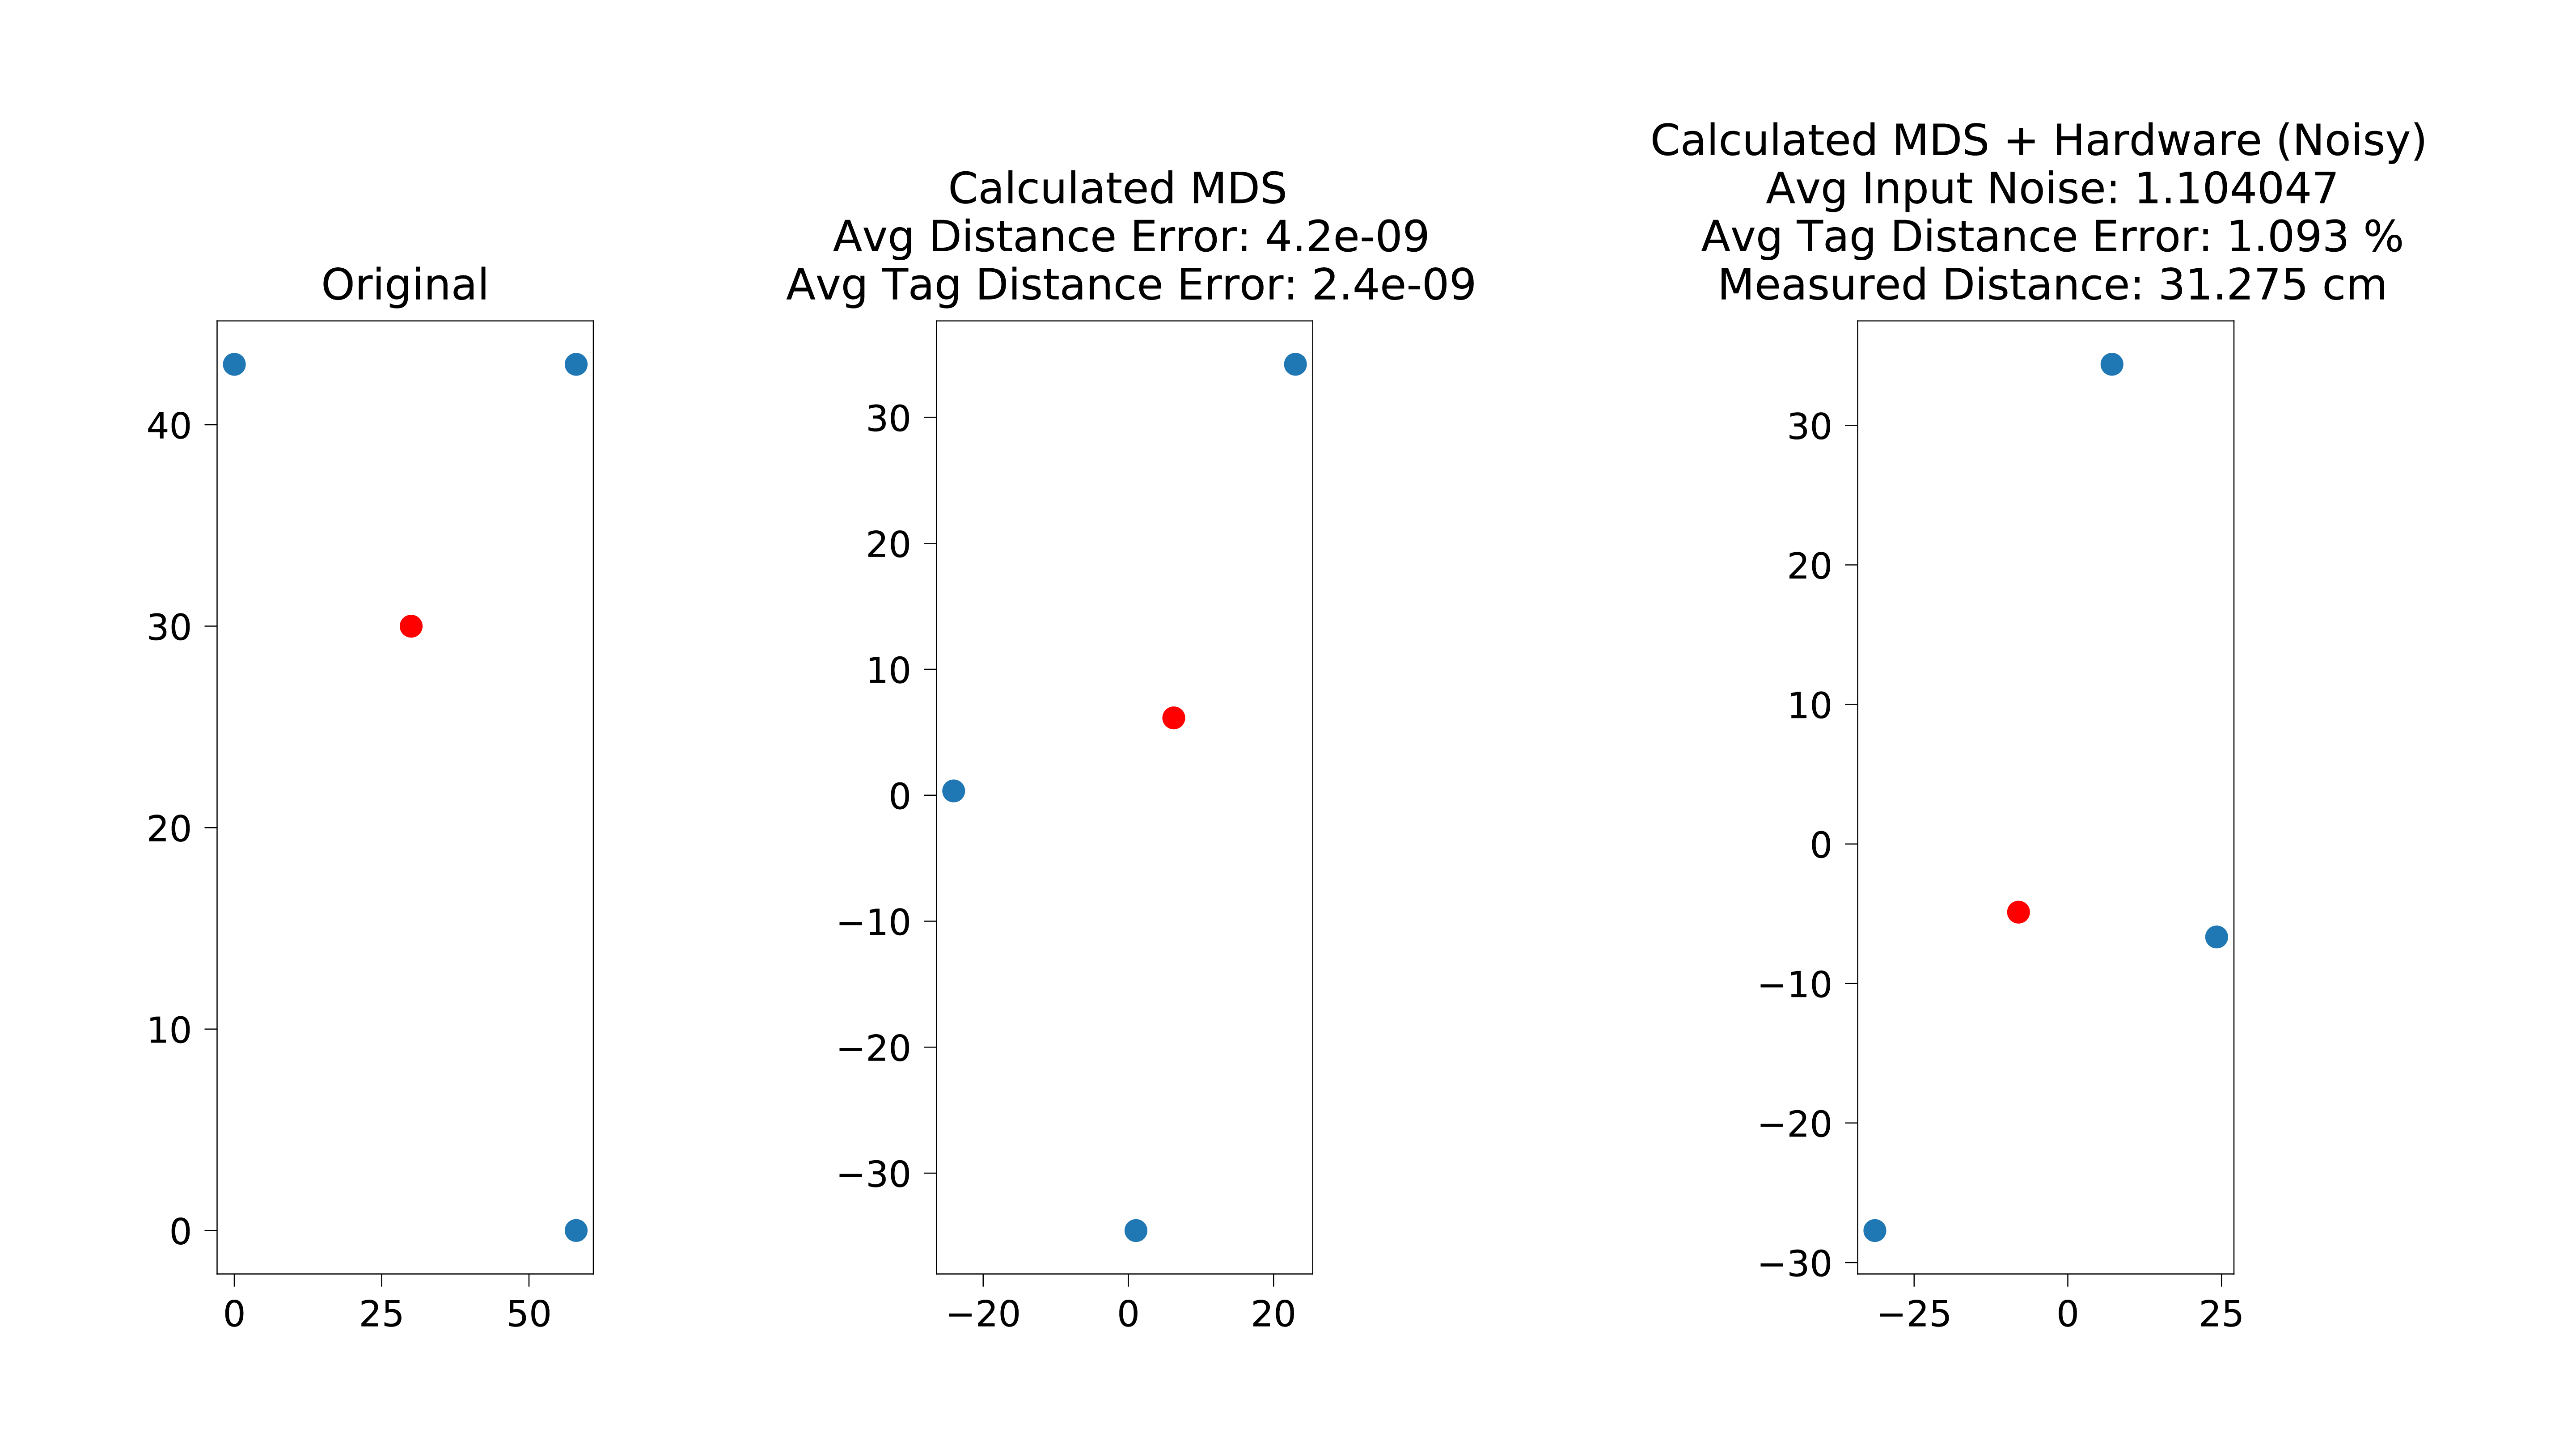 Original
40
30
20
10
0
0 25 50
Calculated MDS
Avg Distance Error: 4.2e-09
Avg Tag Distance Error: 2.4e-09
30
20
10
0
−10
−20
−30
−20 0 20
Calculated MDS + Hardware (Noisy)
Avg Input Noise: 1.104047
Avg Tag Distance Error: 1.093 %
Measured Distance: 31.275 cm
30
20
10
0
−10
−20
−30
−25 0 25